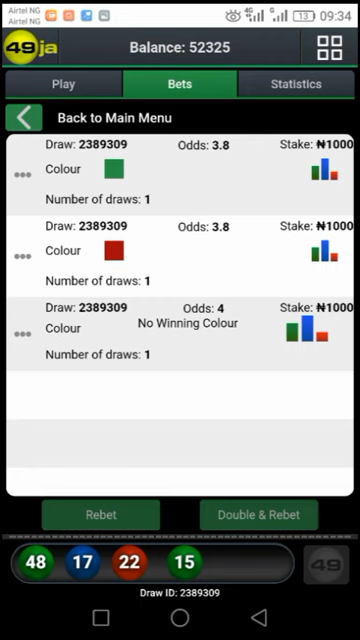 Airtel NG
Airtel NG
4G
G
13
09:34
49ja
Balance: 52325
Play
Bets
Statistics
Back to Main Menu
Draw: 2389309
Odds: 3.8
Stake: ₦1000
Colour
Number of draws: 1
Draw: 2389309
Odds: 3.8
Stake: ₦1000
Colour
Number of draws: 1
Draw: 2389309
Odds: 4
Stake: ₦1000
Colour
No Winning Colour
Number of draws: 1
Rebet
Double & Rebet
48
17
22
15
49
Draw ID: 2389309